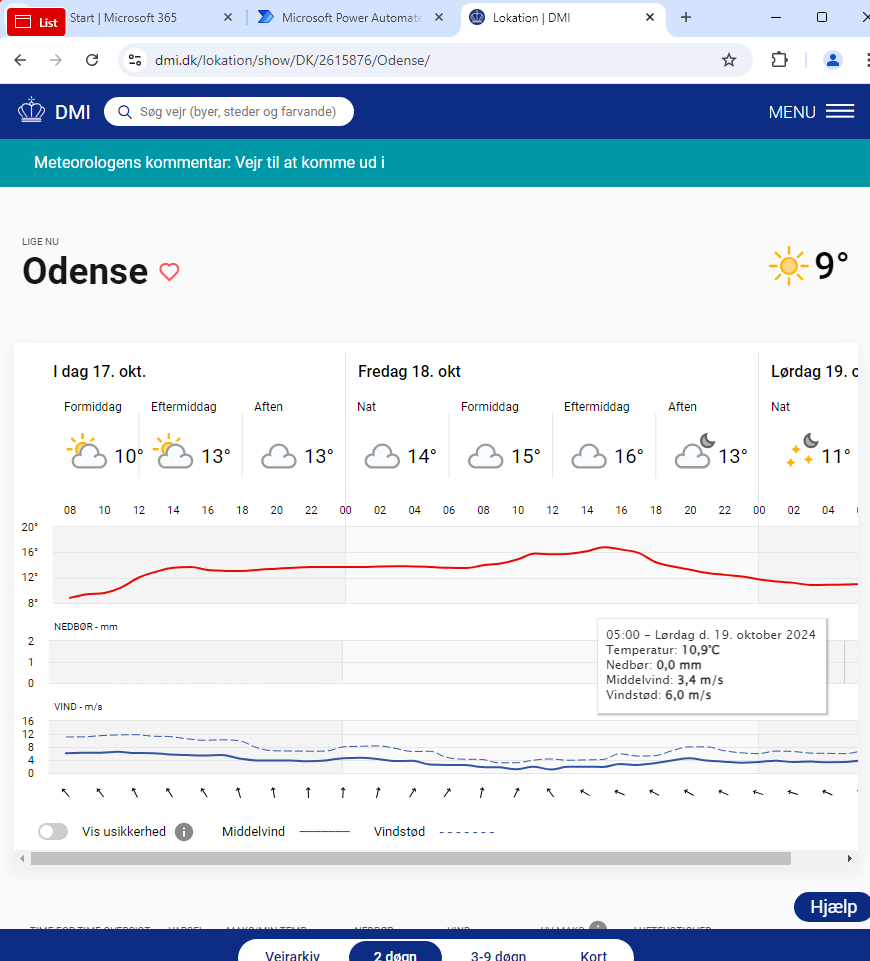 List
Start | Microsoft 365
Microsoft Power Automate
Lokation | DMI
dmi.dk/lokation/show/DK/2615876/Odense/
DMI
Søg vejr (byer, steder og farvande)
MENU
Meteorologens kommentar: Vejr til at komme ud i
LIGE NU
Odense
9°
I dag 17. okt.
Fredag 18. okt
Lørdag 19. o
Formiddag Eftermiddag Aften Nat Formiddag Eftermiddag Aften Nat
10° 13° 13° 14° 15° 16° 13° 11°
08 10 12 14 16 18 20 22 00 02 04 06 08 10 12 14 16 18 20 22 00 02 04
20°
16°
12°
8°
NEDBØR - mm
2
1
0
05:00 - Lørdag d. 19. oktober 2024
Temperatur: 10,9°C
Nedbør: 0,0 mm
Middelvind: 3,4 m/s
Vindstød: 6,0 m/s
VIND - m/s
16
12
8
4
0
Vis usikkerhed i Middelvind Vindstød
Hjælp
Vejrarkiv 2 døgn 3-9 døgn Kort